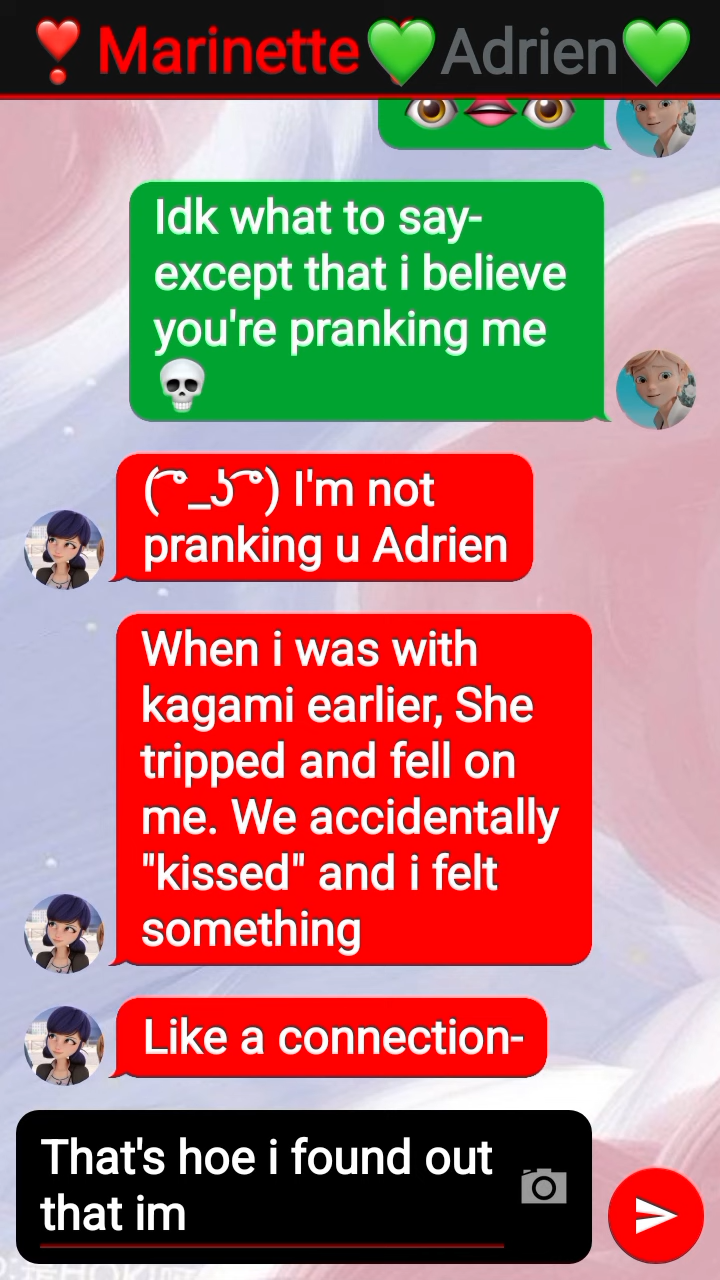 ❣Marinette💚Adrien💚
👁👄👁
Idk what to say-
except that i believe
you're pranking me
💀
( ͡° _ʖ ͡°) I'm not
pranking u Adrien
When i was with
kagami earlier, She
tripped and fell on
me. We accidentally
"kissed" and i felt
something
Like a connection-
That's hoe i found out
that im